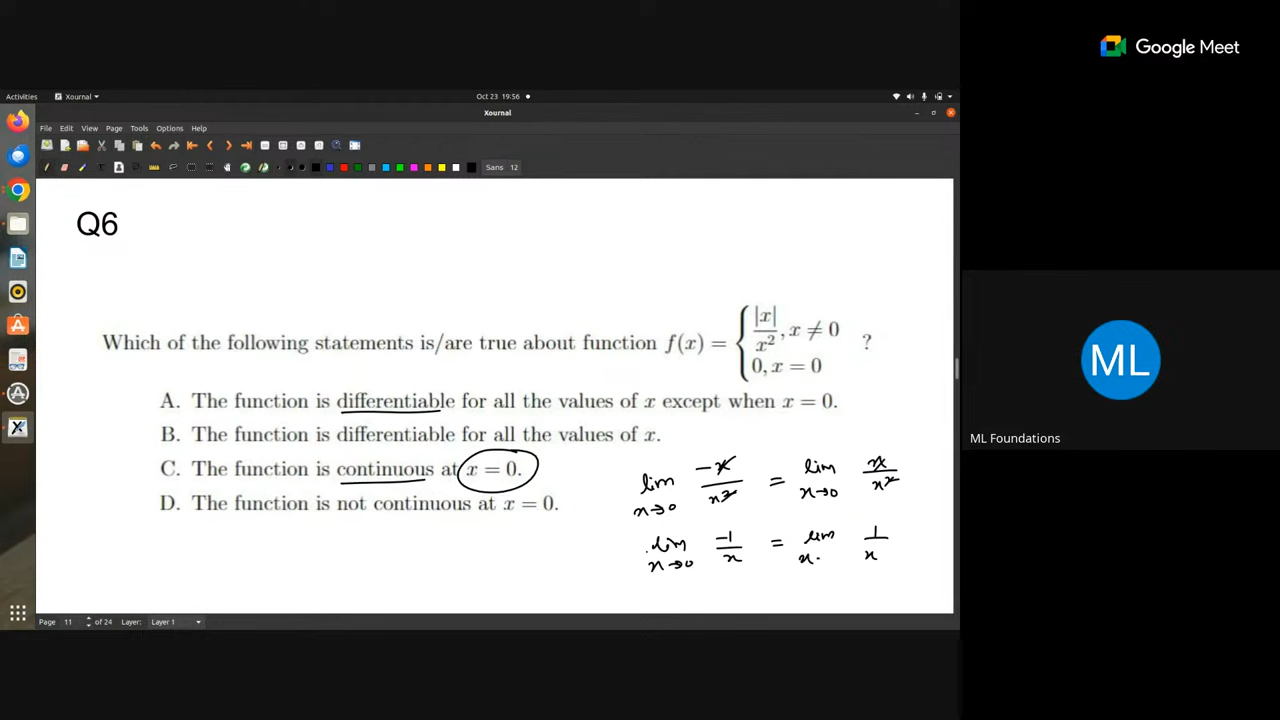 Google Meet
Activities Xournal Oct 23 19:56
Xournal
File Edit View Page Tools Options Help
Sans 12
Q6
Which of the following statements is/are true about function f(x) = { |x|/x², x ≠ 0
0, x = 0 ?
A. The function is differentiable for all the values of x except when x = 0.
B. The function is differentiable for all the values of x.
C. The function is continuous at x = 0.
D. The function is not continuous at x = 0.
lim x→0 -x/x² = lim x→0 x/x²
lim x→0 -1/x = lim x 1/x
ML
ML Foundations
Page 11 of 24 Layer: Layer 1